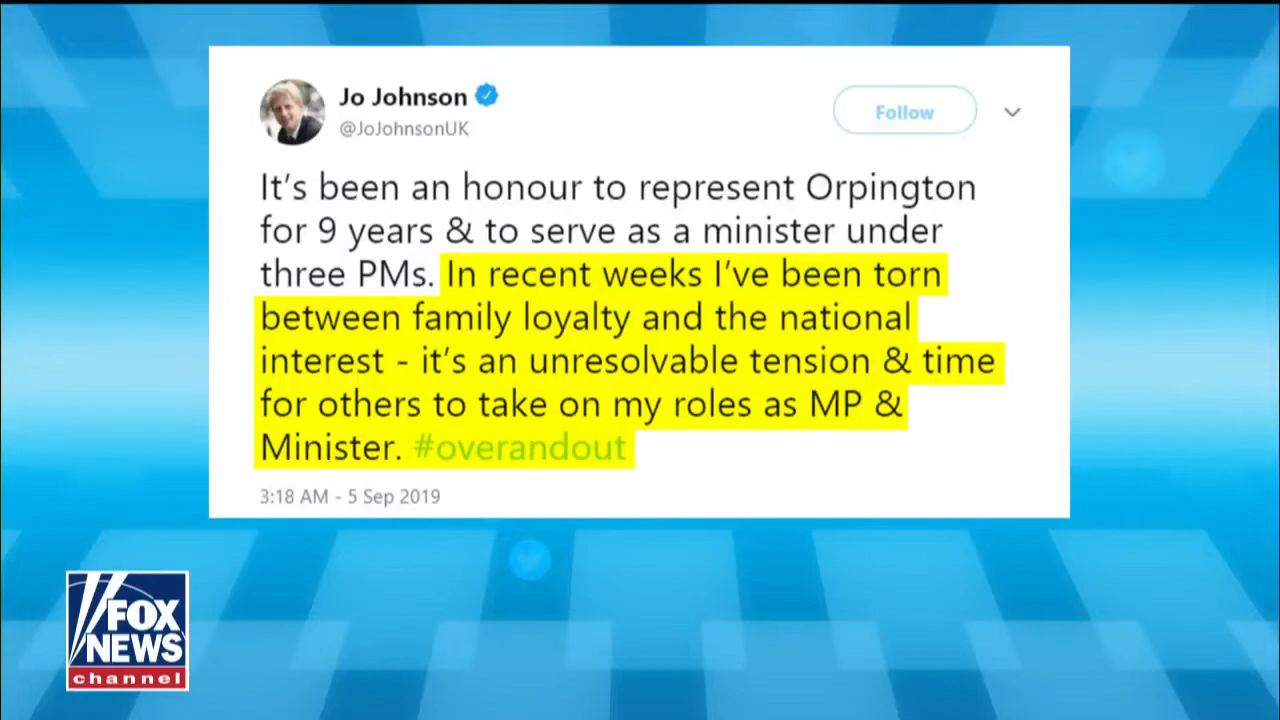 Jo Johnson
@JoJohnsonUK
Follow
It’s been an honour to represent Orpington
for 9 years & to serve as a minister under
three PMs. In recent weeks I’ve been torn
between family loyalty and the national
interest - it’s an unresolvable tension & time
for others to take on my roles as MP &
Minister. #overandout
3:18 AM - 5 Sep 2019
FOX
NEWS
channel